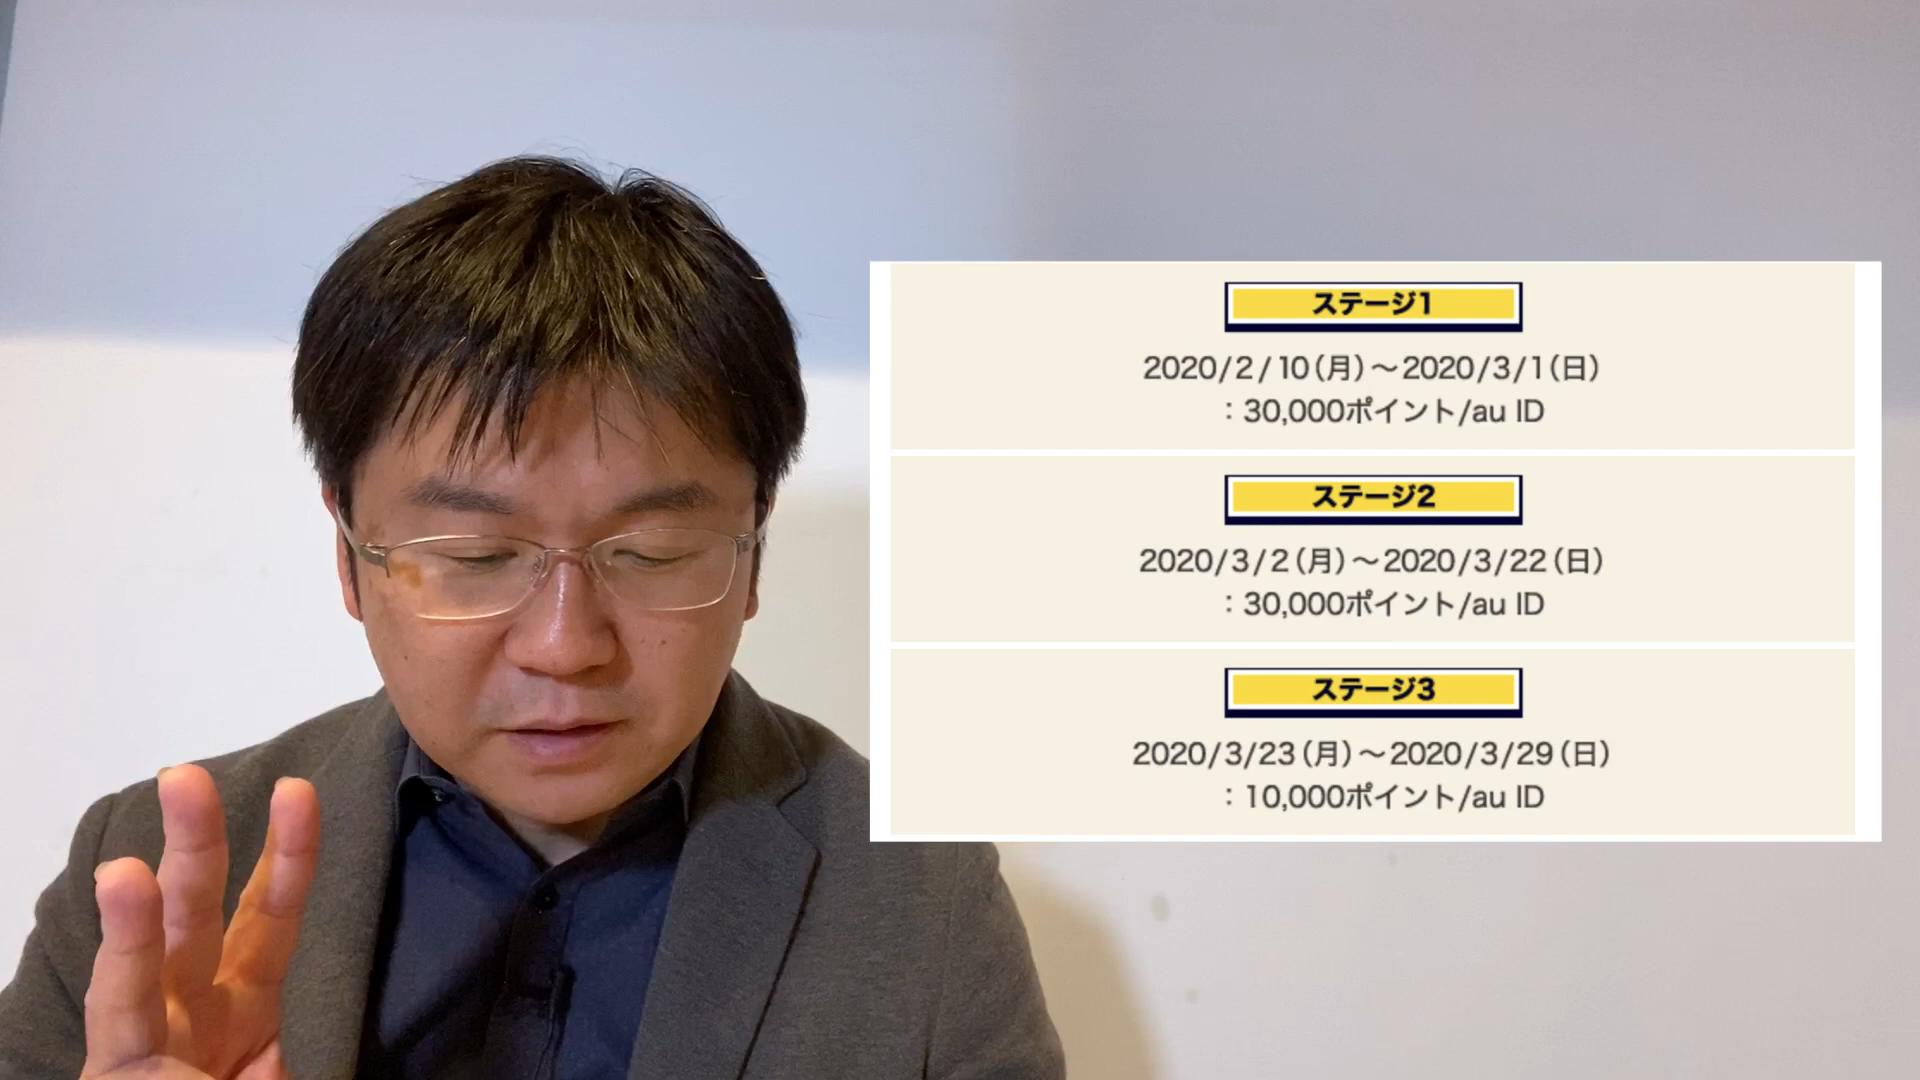 ステージ1
2020/2/10(月)〜2020/3/1(日)
：30,000ポイント/au ID
ステージ2
2020/3/2(月)〜2020/3/22(日)
：30,000ポイント/au ID
ステージ3
2020/3/23(月)〜2020/3/29(日)
：10,000ポイント/au ID